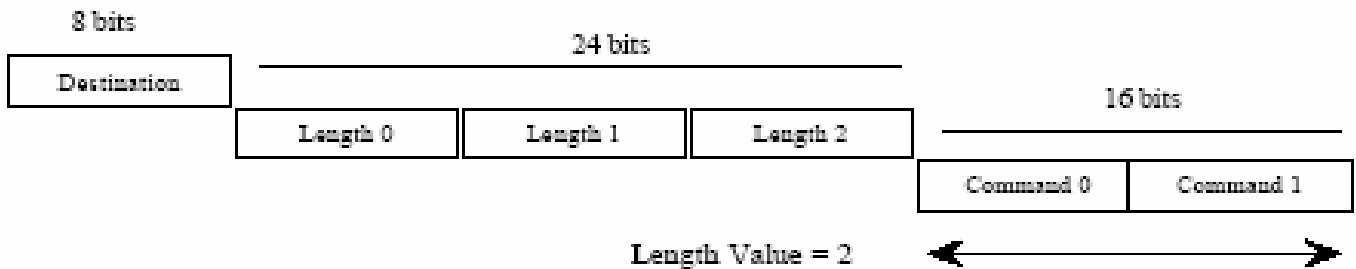 8 bits
24 bits
Destination
16 bits
Length 0 Length 1 Length 2
Command 0 Command 1
Length Value = 2